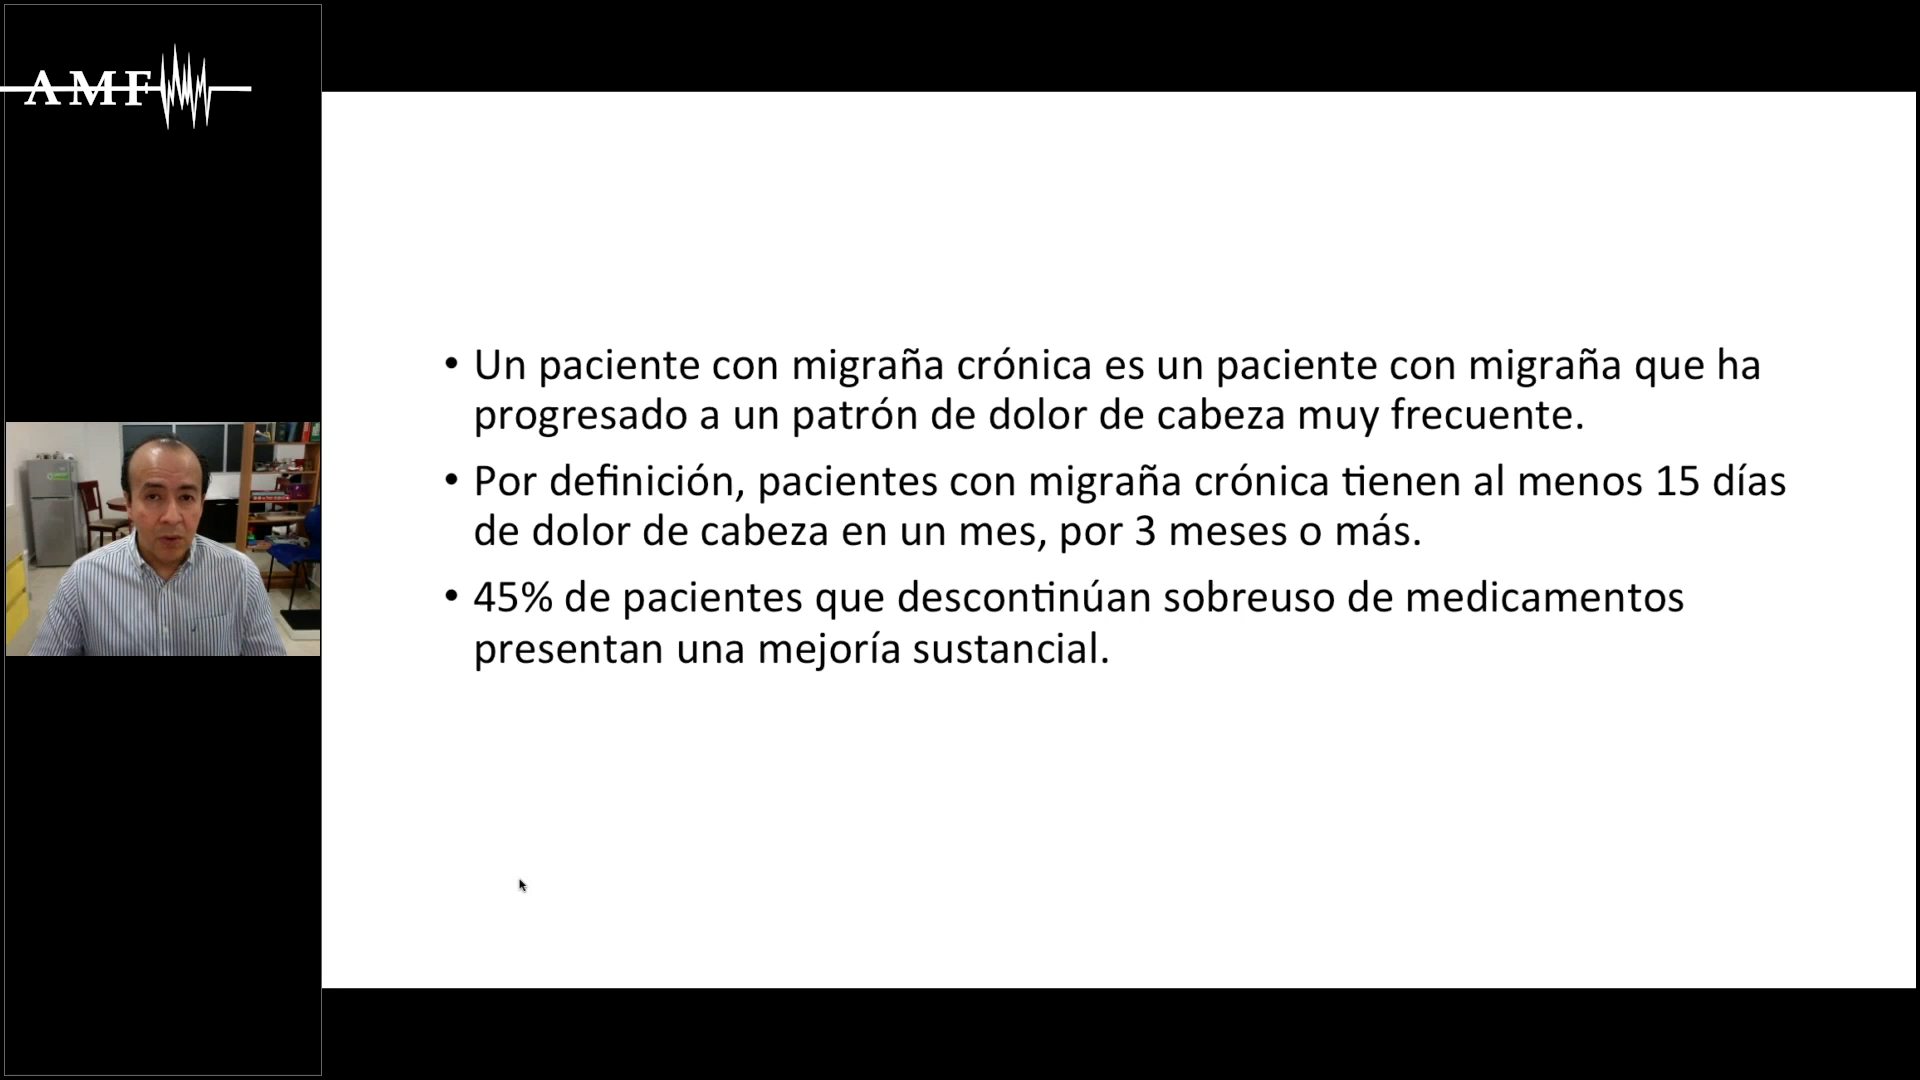 AMF
• Un paciente con migraña crónica es un paciente con migraña que ha
progresado a un patrón de dolor de cabeza muy frecuente.
• Por definición, pacientes con migraña crónica tienen al menos 15 días
de dolor de cabeza en un mes, por 3 meses o más.
• 45% de pacientes que descontinúan sobreuso de medicamentos
presentan una mejoría sustancial.